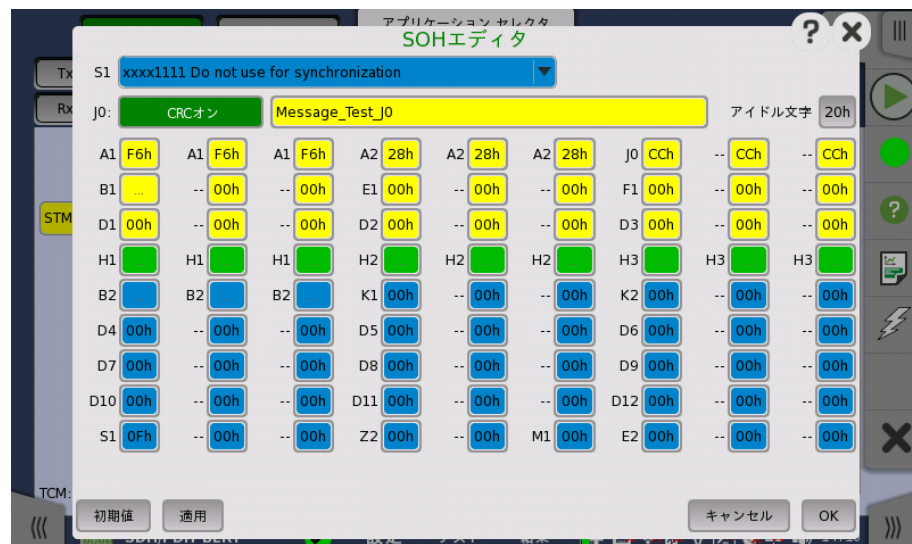 アプリケーション セレクタ
SOHエディタ
? X
S1 xxxx1111 Do not use for synchronization
Tx
Rx
J0: CRCオン Message_Test_J0 アイドル文字 20h
A1 F6h A1 F6h A1 F6h A2 28h A2 28h A2 28h J0 CCh -- CCh -- CCh
B1 ... -- 00h -- 00h E1 00h -- 00h -- 00h F1 00h -- 00h -- 00h
STM
D1 00h -- 00h -- 00h D2 00h -- 00h -- 00h D3 00h -- 00h -- 00h
H1 H1 H1 H2 H2 H2 H3 H3 H3
B2 B2 B2 K1 00h -- 00h -- 00h K2 00h -- 00h -- 00h
D4 00h -- 00h -- 00h D5 00h -- 00h -- 00h D6 00h -- 00h -- 00h
D7 00h -- 00h -- 00h D8 00h -- 00h -- 00h D9 00h -- 00h -- 00h
D10 00h -- 00h -- 00h D11 00h -- 00h -- 00h D12 00h -- 00h -- 00h
S1 0Fh -- 00h -- 00h Z2 00h -- 00h M1 00h E2 00h -- 00h -- 00h
TCM:
初期値 適用 キャンセル OK